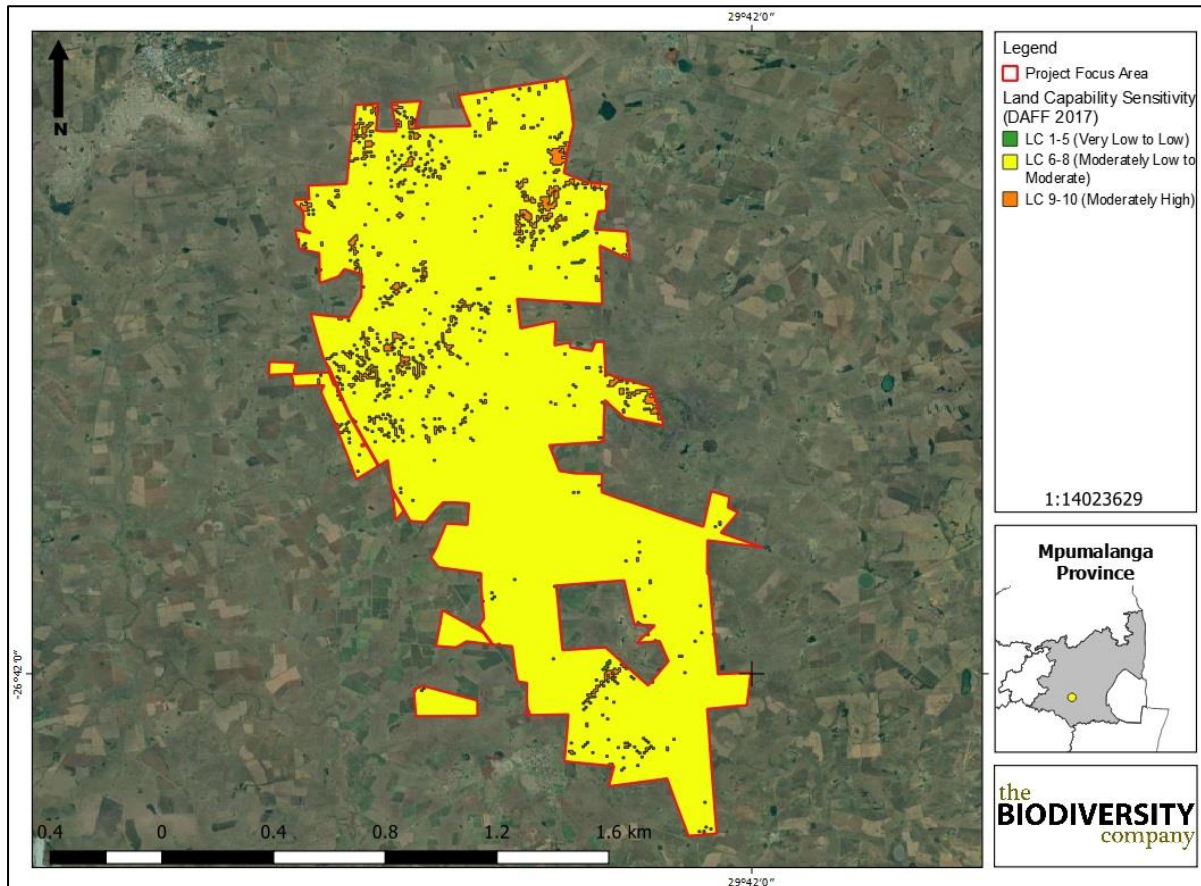 29°42'0"
N
-26°42'0"
0.4 0 0.4 0.8 1.2 1.6 km
29°42'0"
Legend
Project Focus Area
Land Capability Sensitivity
(DAFF 2017)
LC 1-5 (Very Low to Low)
LC 6-8 (Moderately Low to
Moderate)
LC 9-10 (Moderately High)
1:14023629
Mpumalanga
Province
the
BIODIVERSITY
company